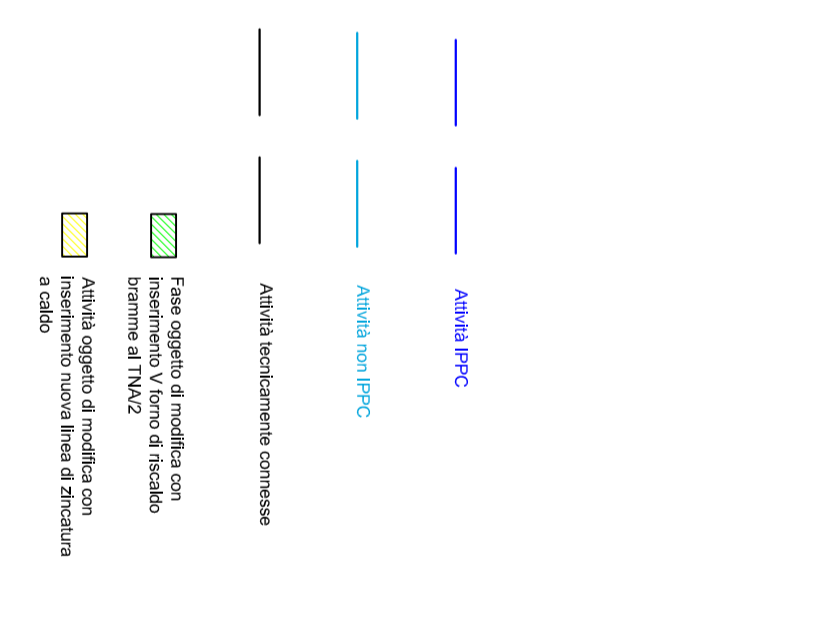 Attività IPPC
Attività non IPPC
Attività tecnicamente connesse
Fase oggetto di modifica con
inserimento V forno di riscaldo
bramme al TNA/2
Attività oggetto di modifica con
inserimento nuova linea di zincatura
a caldo